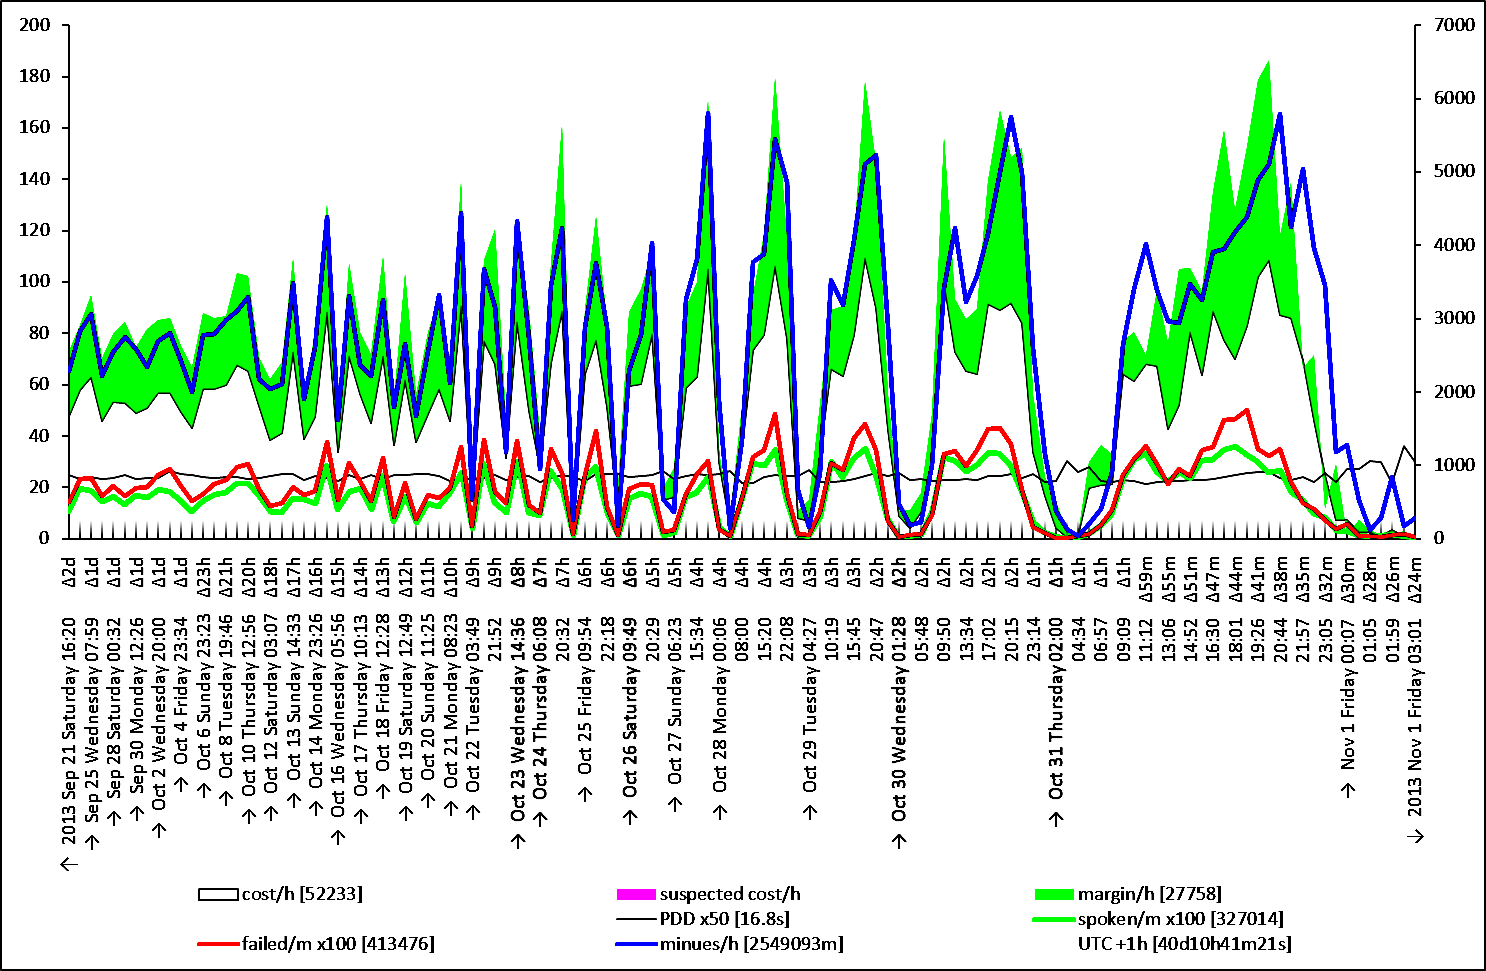 200
180
160
140
120
100
80
60
40
20
0
7000
6000
5000
4000
3000
2000
1000
0
Δ2d
Δ1d
Δ1d
Δ1d
Δ1d
Δ1d
Δ23h
Δ21h
Δ20h
Δ18h
Δ17h
Δ16h
Δ15h
Δ14h
Δ13h
Δ12h
Δ11h
Δ10h
Δ9h
Δ9h
Δ8h
Δ7h
Δ7h
Δ6h
Δ6h
Δ6h
Δ5h
Δ5h
Δ4h
Δ4h
Δ4h
Δ3h
Δ3h
Δ3h
Δ3h
Δ2h
Δ2h
Δ2h
Δ2h
Δ2h
Δ2h
Δ2h
Δ2h
Δ1h
Δ1h
Δ1h
Δ1h
Δ1h
Δ59m
Δ55m
Δ51m
Δ47m
Δ44m
Δ41m
Δ38m
Δ35m
Δ32m
Δ30m
Δ28m
Δ26m
Δ24m
← 2013 Sep 21 Saturday 16:20
→ Sep 25 Wednesday 07:59
→ Sep 28 Saturday 00:32
→ Sep 30 Monday 12:26
→ Oct 2 Wednesday 20:00
→ Oct 4 Friday 23:34
→ Oct 6 Sunday 23:23
→ Oct 8 Tuesday 19:46
→ Oct 10 Thursday 12:56
→ Oct 12 Saturday 03:07
→ Oct 13 Sunday 14:33
→ Oct 14 Monday 23:26
→ Oct 16 Wednesday 05:56
→ Oct 17 Thursday 10:13
→ Oct 18 Friday 12:28
→ Oct 19 Saturday 12:49
→ Oct 20 Sunday 11:25
→ Oct 21 Monday 08:23
→ Oct 22 Tuesday 03:49
21:52
→ Oct 23 Wednesday 14:36
→ Oct 24 Thursday 06:08
20:32
→ Oct 25 Friday 09:54
22:18
→ Oct 26 Saturday 09:49
20:29
→ Oct 27 Sunday 06:23
15:34
→ Oct 28 Monday 00:06
08:00
15:20
22:08
→ Oct 29 Tuesday 04:27
10:19
15:45
20:47
→ Oct 30 Wednesday 01:28
05:48
09:50
13:34
17:02
20:15
23:14
→ Oct 31 Thursday 02:00
04:34
06:57
09:09
11:12
13:06
14:52
16:30
18:01
19:26
20:44
21:57
23:05
→ Nov 1 Friday 00:07
01:05
01:59
→ 2013 Nov 1 Friday 03:01
cost/h [52233]
suspected cost/h
margin/h [27758]
PDD x50 [16.8s]
spoken/m x100 [327014]
failed/m x100 [413476]
minues/h [2549093m]
UTC +1h [40d10h41m21s]